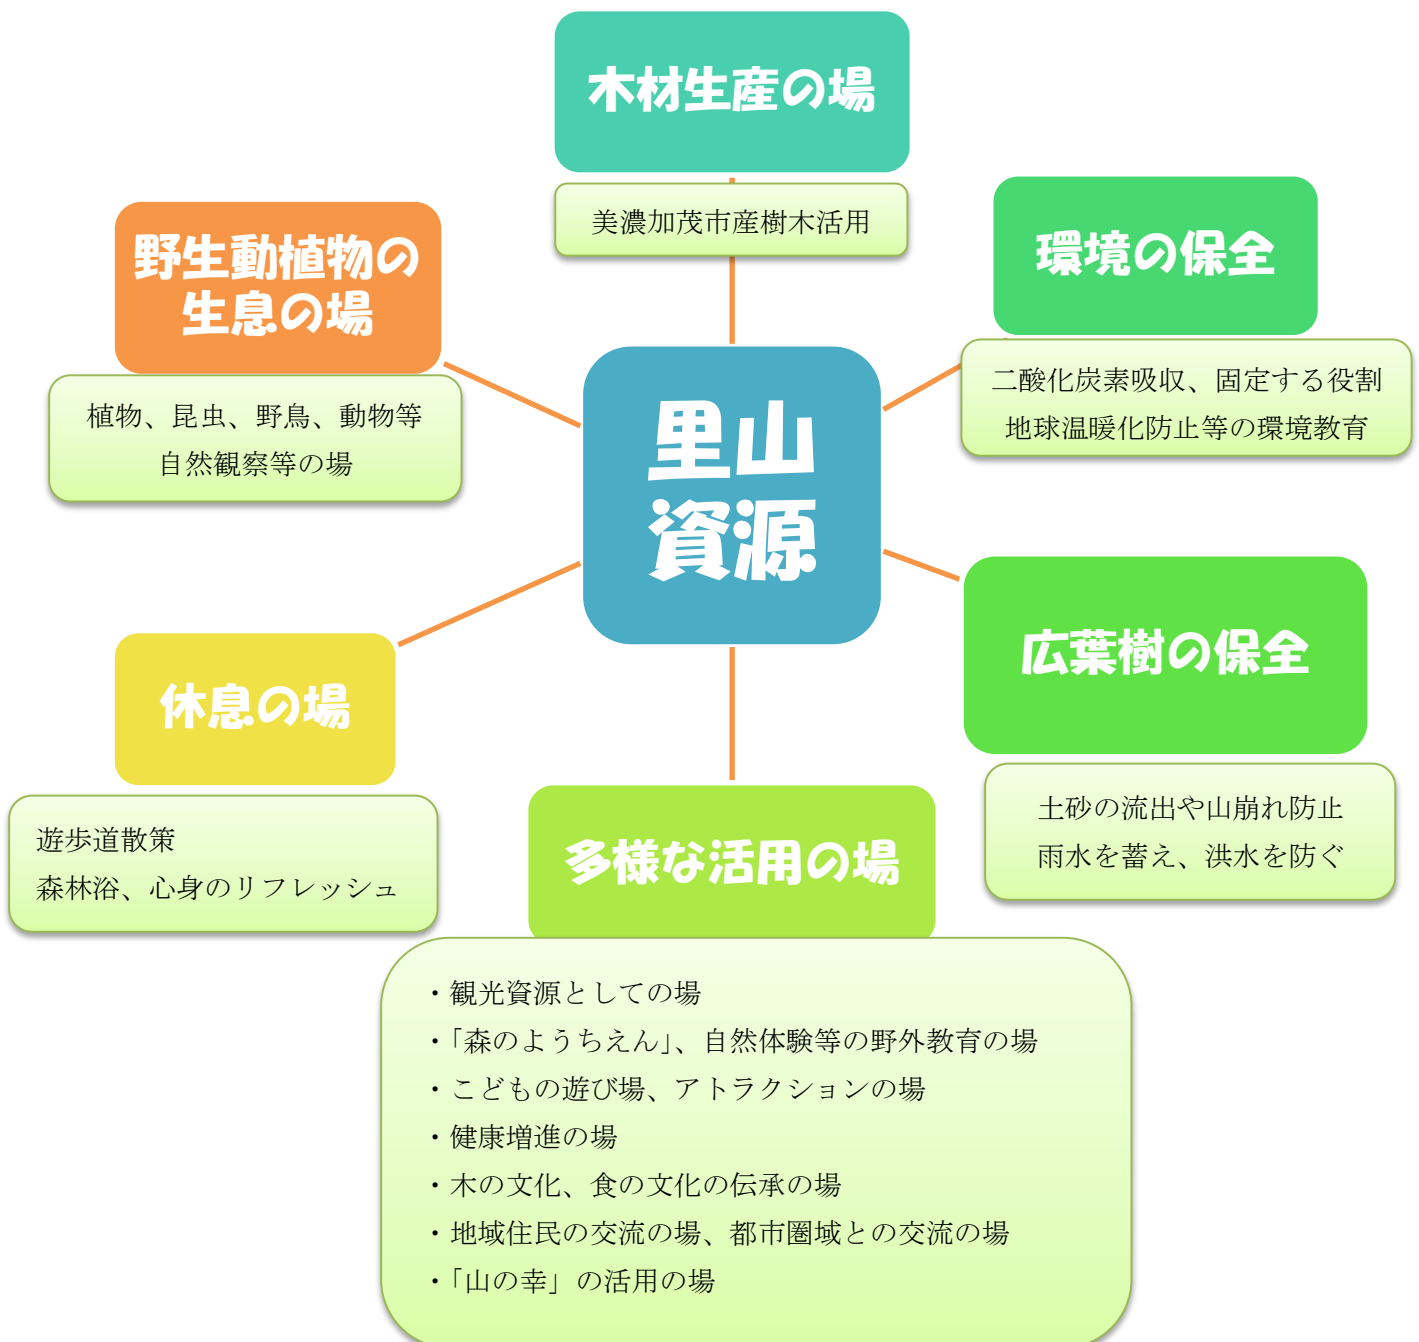 木材生産の場
美濃加茂市産樹木活用
環境の保全
二酸化炭素吸収、固定する役割
地球温暖化防止等の環境教育
野生動植物の
生息の場
植物、昆虫、野鳥、動物等
自然観察等の場
里山
資源
広葉樹の保全
土砂の流出や山崩れ防止
雨水を蓄え、洪水を防ぐ
休息の場
遊歩道散策
森林浴、心身のリフレッシュ
多様な活用の場
・観光資源としての場
・「森のようちえん」、自然体験等の野外教育の場
・こどもの遊び場、アトラクションの場
・健康増進の場
・木の文化、食の文化の伝承の場
・地域住民の交流の場、都市圏域との交流の場
・「山の幸」の活用の場